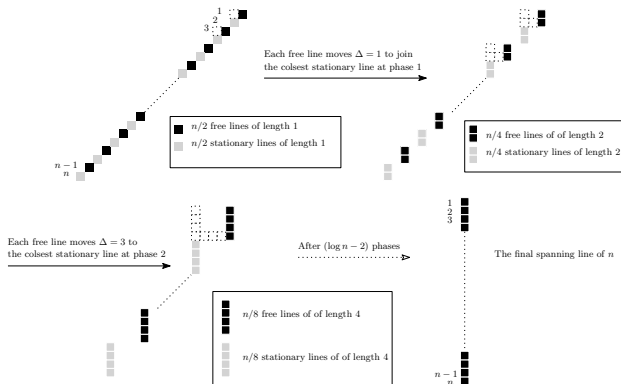 1
2
3
Each free line moves Δ = 1 to join
the colsest stationary line at phase 1
n/2 free lines of length 1
n/2 stationary lines of length 1
n − 1
n
n/4 free lines of of length 2
n/4 stationary lines of length 2
Each free line moves Δ = 3 to
the colsest stationary line at phase 2
n/8 free lines of of length 4
n/8 stationary lines of of length 4
After (log n − 2) phases
1
2
3
The final spanning line of n
n − 1
n